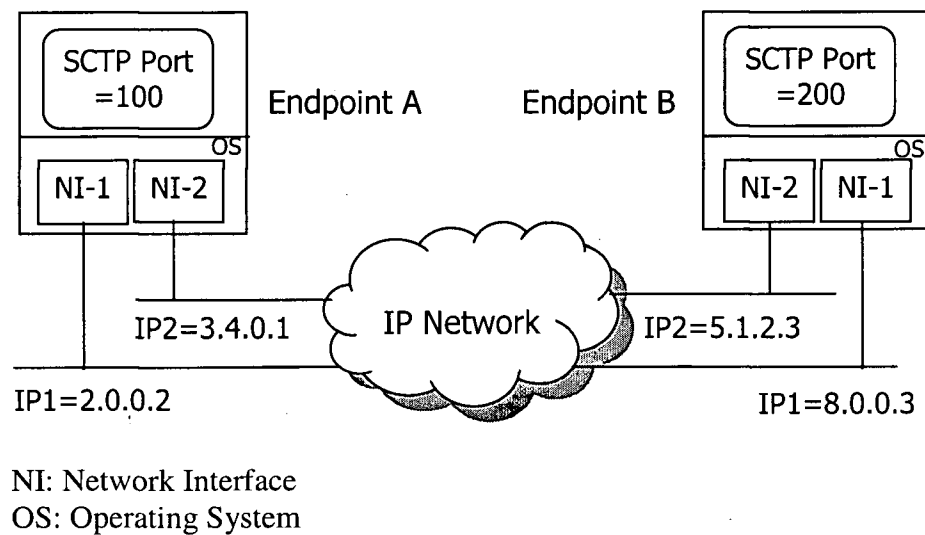 SCTP Port
=100
Endpoint A
OS
NI-1
NI-2
Endpoint B
SCTP Port
=200
OS
NI-2
NI-1
IP Network
IP2=3.4.0.1
IP2=5.1.2.3
IP1=2.0.0.2
IP1=8.0.0.3
NI: Network Interface
OS: Operating System